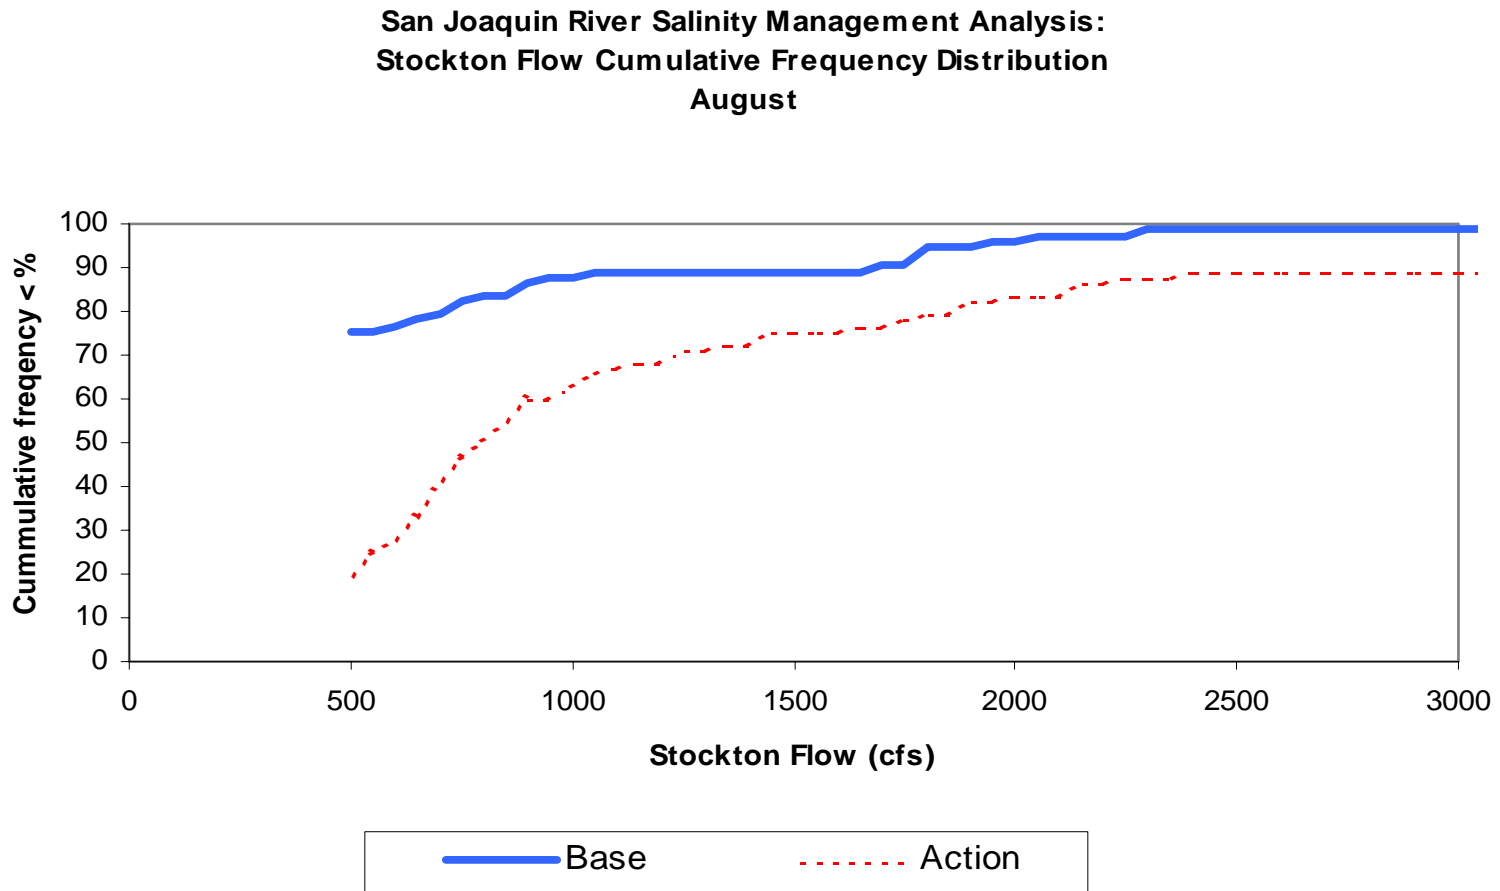 San Joaquin River Salinity Management Analysis:
Stockton Flow Cumulative Frequency Distribution
August
Cummulative freqency < %
100
90
80
70
60
50
40
30
20
10
0
0 500 1000 1500 2000 2500 3000
Stockton Flow (cfs)
Base Action